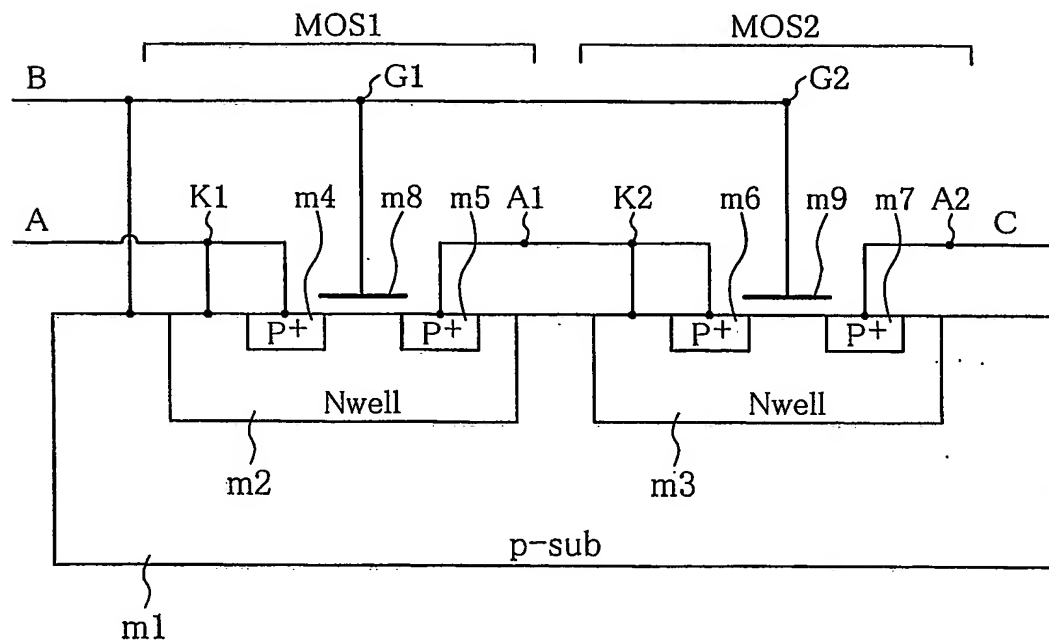 MOS1 MOS2
B G1 G2
A K1 m4 m8 m5 A1 K2 m6 m9 m7 A2 C
P+ P+ P+ P+
Nwell Nwell
m2 m3
p-sub
m1